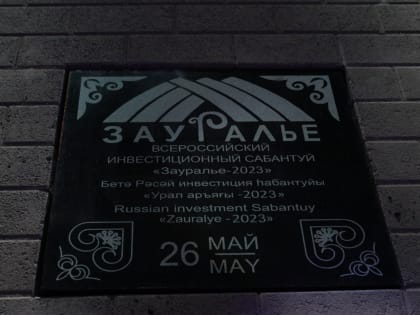 ЗАУРАЛЬЕ
ВСЕРОССИЙСКИЙ
ИНВЕСТИЦИОННЫЙ САБАНТУЙ
«Зауралье-2023»
Бөтә Рәсәй инвестиция һабантуйы
«Урал аръяғы -2023»
Russian investment Sabantuy
«Zauralye -2023»
26 МАЙ
MAY